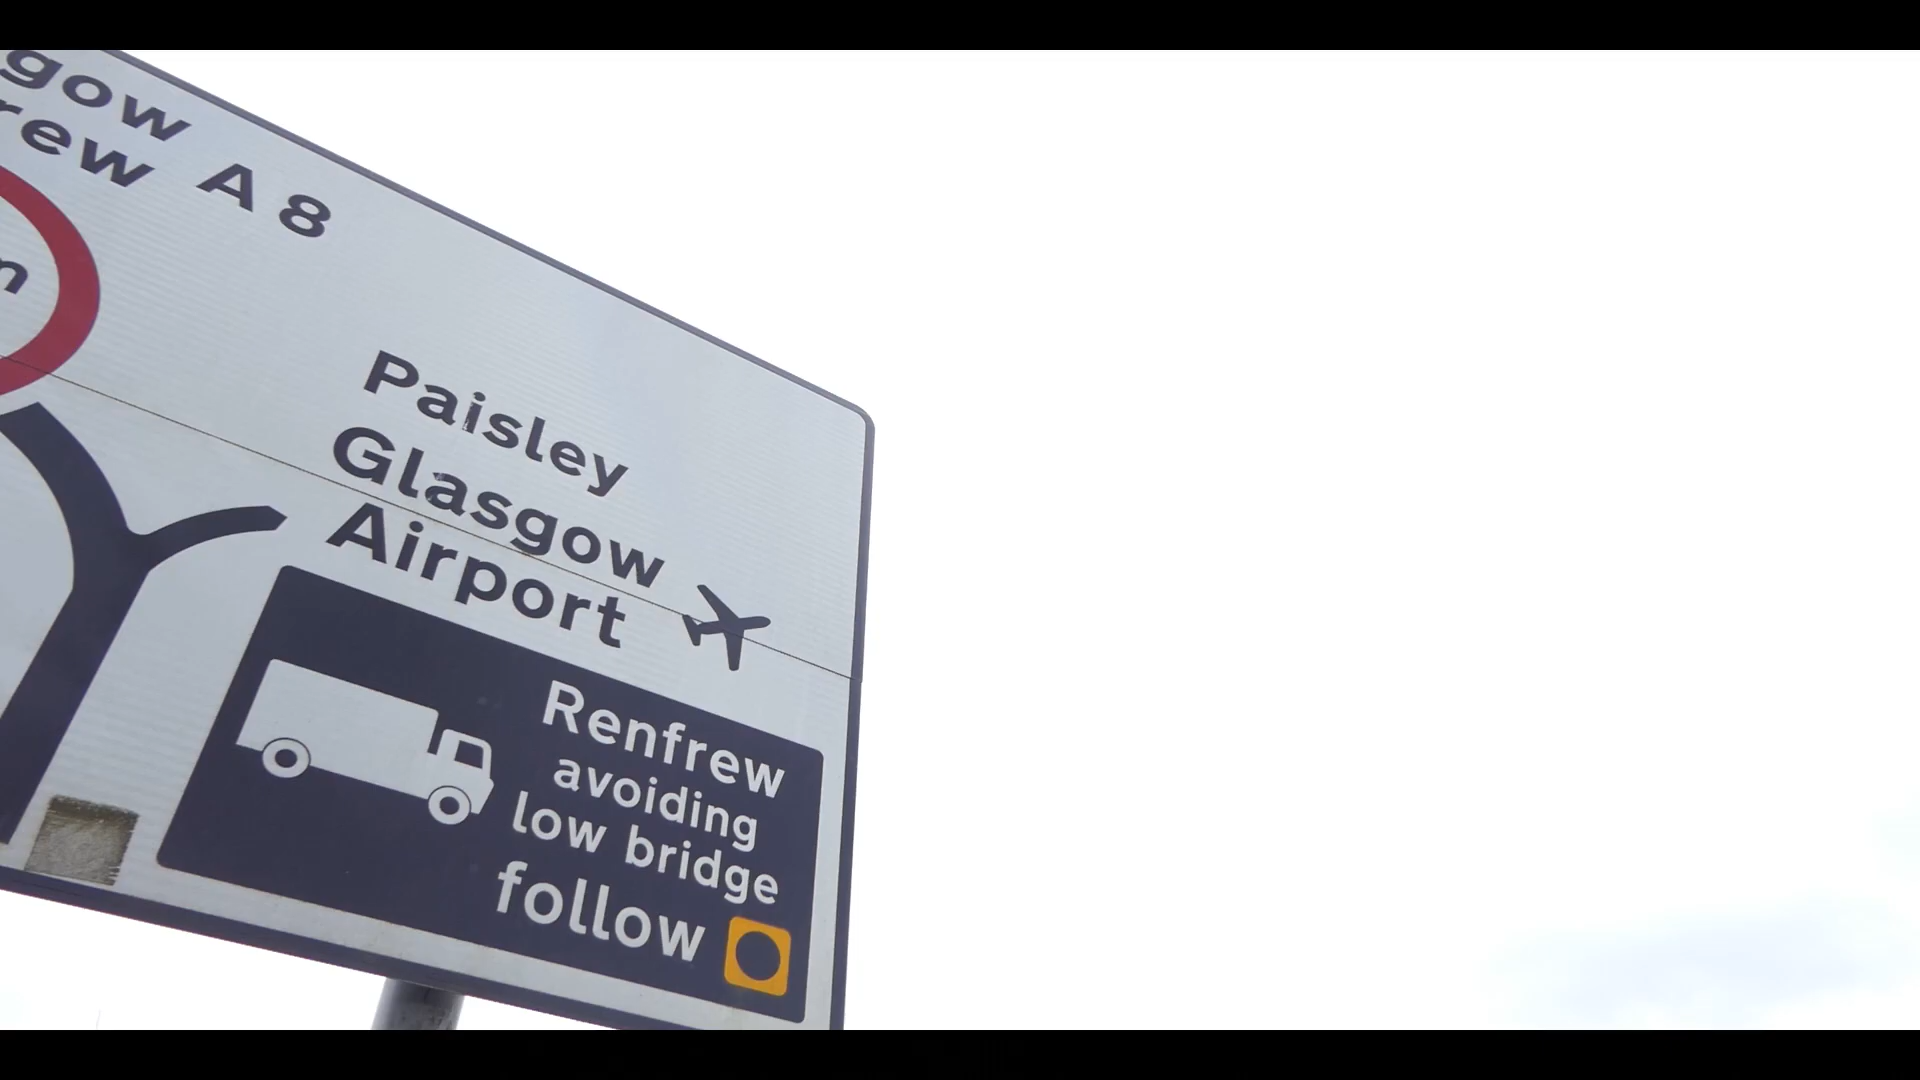 gow
rew A8
m
Paisley
Glasgow
Airport
Renfrew
avoiding
low bridge
follow